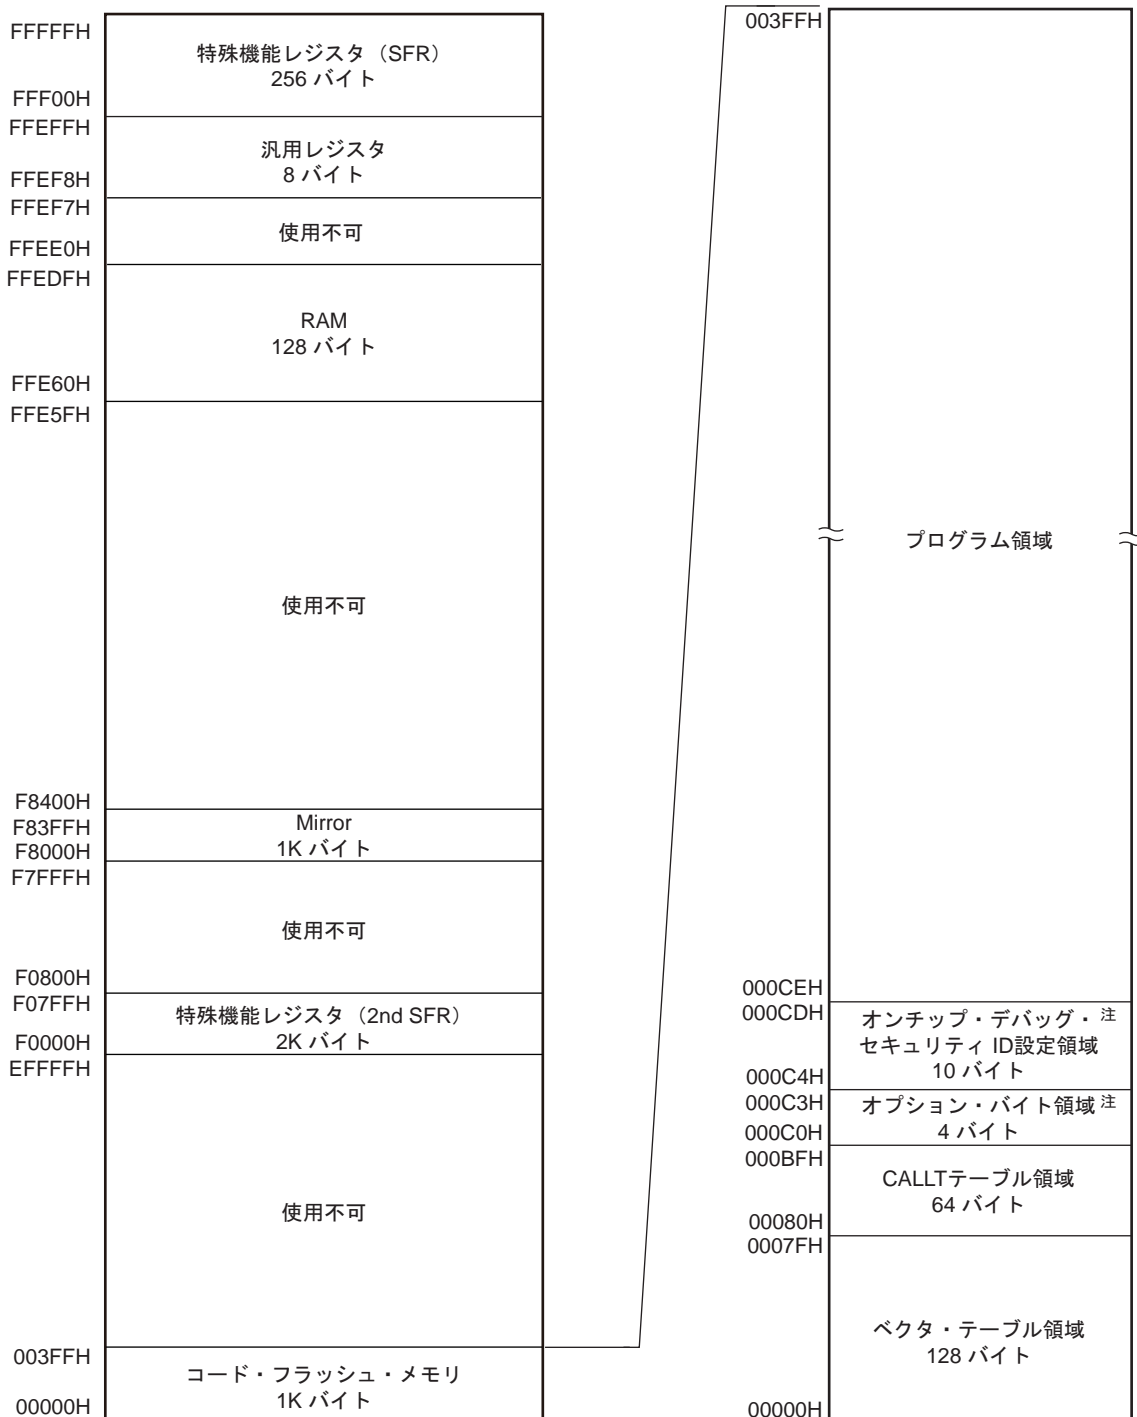 FFFFFH
特殊機能レジスタ（SFR）
256 バイト
FFF00H
FFEFFH
汎用レジスタ
8 バイト
FFEF8H
FFEF7H
使用不可
FFEE0H
FFEDFH
RAM
128 バイト
FFE60H
FFE5FH
使用不可
F8400H
F83FFH
Mirror
1K バイト
F8000H
F7FFFH
使用不可
F0800H
F07FFH
特殊機能レジスタ（2nd SFR）
2K バイト
F0000H
EFFFFH
使用不可
003FFH
コード・フラッシュ・メモリ
1K バイト
00000H
003FFH
プログラム領域
000CEH
000CDH
オンチップ・デバッグ・注
セキュリティ ID設定領域
10 バイト
000C4H
000C3H
オプション・バイト領域 注
4 バイト
000C0H
000BFH
CALLTテーブル領域
64 バイト
00080H
0007FH
ベクタ・テーブル領域
128 バイト
00000H